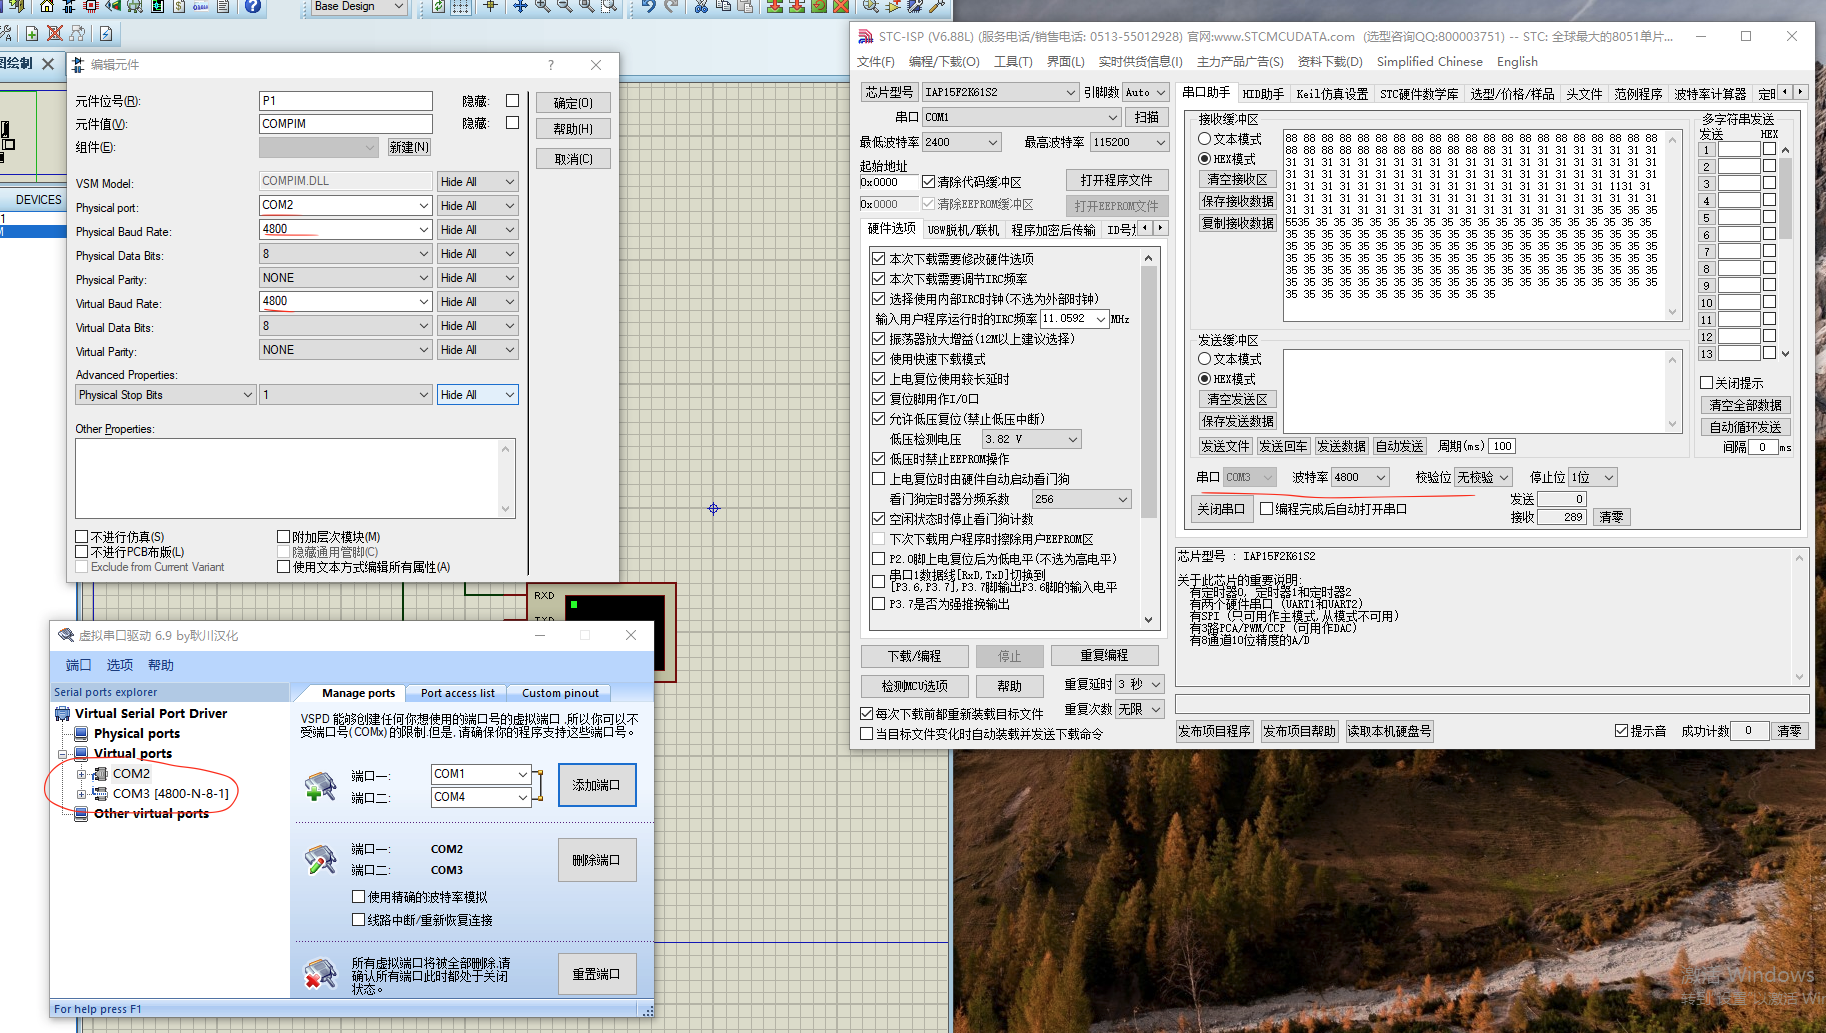 Base Design
图绘制
DEVICES
编辑元件
元件位号(R):
P1
隐藏:
确定(O)
元件值(V):
COMPIM
隐藏:
帮助(H)
组件(E):
新建(N)
取消(C)
VSM Model:
COMPIM.DLL
Hide All
Physical port:
COM2
Hide All
Physical Baud Rate:
4800
Hide All
Physical Data Bits:
8
Hide All
Physical Parity:
NONE
Hide All
Virtual Baud Rate:
4800
Hide All
Virtual Data Bits:
8
Hide All
Virtual Parity:
NONE
Hide All
Advanced Properties:
Physical Stop Bits
1
Hide All
Other Properties:
不进行仿真(S)
附加层次模块(M)
不进行PCB布版(L)
隐藏通用管脚(C)
Exclude from Current Variant
使用文本方式编辑所有属性(A)
RXD
TXD
虚拟串口驱动 6.9 by耿川汉化
端口 选项 帮助
Serial ports explorer
Manage ports
Port access list
Custom pinout
Virtual Serial Port Driver
Physical ports
Virtual ports
COM2
COM3 [4800-N-8-1]
Other virtual ports
VSPD 能够创建任何你想使用的端口号的虚拟端口 .所以你可以不
受端口号( COMx) 的限制.但是.请确保你的程序支持这些端口号。
端口一:
COM1
添加端口
端口二:
COM4
端口一:
COM2
删除端口
端口二:
COM3
使用精确的波特率模拟
线路中断/重新恢复连接
所有虚拟端口将被全部删除.请
确认所有端口此时都处于关闭
状态。
重置端口
For help press F1
STC-ISP (V6.88L) (服务电话/销售电话: 0513-55012928) 官网:www.STCMCUDATA.com (选型咨询QQ:800003751) -- STC: 全球最大的8051单片...
文件(F) 编程/下载(O) 工具(T) 界面(L) 实时供货信息(I) 主力产品广告(S) 资料下载(D) Simplified Chinese English
芯片型号
IAP15F2K61S2
引脚数
Auto
串口
COM1
扫描
最低波特率
2400
最高波特率
115200
起始地址
0x0000
清除代码缓冲区
打开程序文件
0x0000
清除EEPROM缓冲区
打开EEPROM文件
硬件选项
U8W脱机/联机
程序加密后传输
本次下载需要修改硬件选项
本次下载需要调节IRC频率
选择使用内部IRC时钟(不选为外部时钟)
输入用户程序运行时的IRC频率
11.0592
MHz
振荡器放大增益(12M以上建议选择)
使用快速下载模式
上电复位使用较长延时
复位脚用作I/O口
允许低压复位(禁止低压中断)
低压检测电压
3.82 V
低压时禁止EEPROM操作
上电复位时由硬件自动启动看门狗
看门狗定时器分频系数
256
空闲状态时停止看门狗计数
下次下载用户程序时擦除用户EEPROM区
P2.0脚上电复位后为低电平(不选为高电平)
串口1数据线[RxD,TxD]切换到
[P3.6,P3.7],P3.7脚输出P3.6脚的输入电平
P3.7是否为强推挽输出
下载/编程
停止
重复编程
检测MCU选项
帮助
重复延时
3 秒
重复次数
无限
每次下载前都重新装载目标文件
当目标文件变化时自动装载并发送下载命令
串口助手
HID助手
Keil仿真设置
STC硬件数学库
选型/价格/样品
头文件
范例程序
波特率计算器
接收缓冲区
文本模式
HEX模式
清空接收区
保存接收数据
复制接收数据
88 88 88 88 88 88 88 88 88 88 88 88 88 88 88 88 88 88 88 88 88
88 88 88 88 88 88 88 88 88 88 88 88 88 88 88 88 88 31 31 31 31
31 31 31 31 31 31 31 31 31 31 31 31 31 31 31 31 31 31 31 31 31
31 31 31 31 31 31 31 31 31 31 31 31 31 31 31 31 31 31 31 31 31
31 31 31 31 31 31 31 31 31 31 31 31 31 31 31 31 31 31 1131 31 31
31 31 31 31 31 31 31 31 31 31 31 31 31 31 31 31 31 31 31 31 31
31 31 31 31 31 31 31 31 31 31 31 31 31 31 31 31 31 35 35 35 35
5535 35 35 35 35 35 35 35 35 35 35 35 35 35 35 35 35 35 35 35
35 35 35 35 35 35 35 35 35 35 35 35 35 35 35 35 35 35 35 35 35
35 35 35 35 35 35 35 35 35 35 35 35 35 35 35 35 35 35 35 35 35
35 35 35 35 35 35 35 35 35 35 35 35 35 35 35 35 35 35 35 35 35
35 35 35 35 35 35 35 35 35 35 35 35 35 35 35 35 35 35 35 35 35
35 35 35 35 35 35 35 35 35 35 35 35 35 35 35 35 35 35 35 35 35
35 35 35 35 35 35 35 35 35 35 35 35
多字符串发送
发送
HEX
1
2
3
4
5
6
7
8
9
10
11
12
13
发送缓冲区
文本模式
HEX模式
清空发送区
保存发送数据
关闭提示
清空全部数据
自动循环发送
间隔
0
ms
发送文件
发送回车
发送数据
自动发送
周期(ms)
100
串口
COM3
波特率
4800
校验位
无校验
停止位
1位
关闭串口
编程完成后自动打开串口
发送
0
接收
289
清零
芯片型号 : IAP15F2K61S2
关于此芯片的重要说明:
有定时器0, 定时器1和定时器2
有两个硬件串口 (UART1和UART2)
有SPI (只可用作主模式,从模式不可用)
有3路PCA/PWM/CCP (可用作DAC)
有8通道10位精度的A/D
发布项目程序
发布项目帮助
读取本机硬盘号
提示音
成功计数
0
清零
激活 Windows